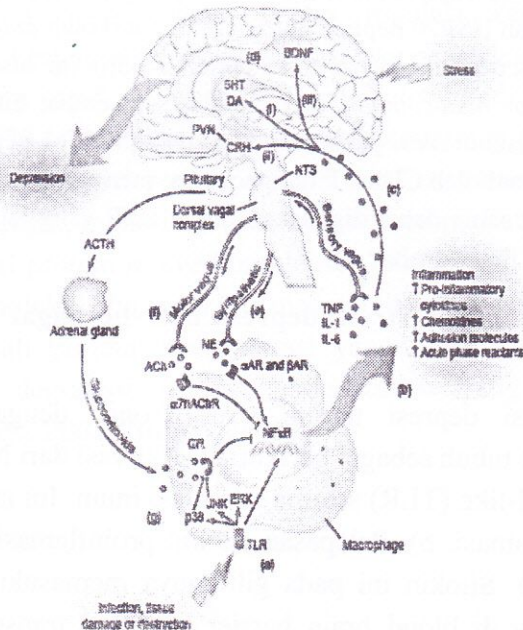 (d) BDNF
Stress
5HT
DA
(i)
(iii)
PVN
CRH
(ii)
NTS
(c)
Depression
Pituitary
Dorsal vagal
complex
Sensory vagus
ACTH
Motor vagus
Sympathetic
Inflammation
↑ Pro-inflammatory
cytokines
↑ Chemokines
↑ Adhesion molecules
↑ Acute phase reactants
TNF
IL-1
IL-6
Adrenal gland
(f)
(e)
ACh
NE
αAR and βAR
(b)
α7nAChR
Glucocorticoids
NFκB
GR
(g)
p38
JNK
ERK
TLR
Macrophage
(a)
Infection, tissue
damage or destruction